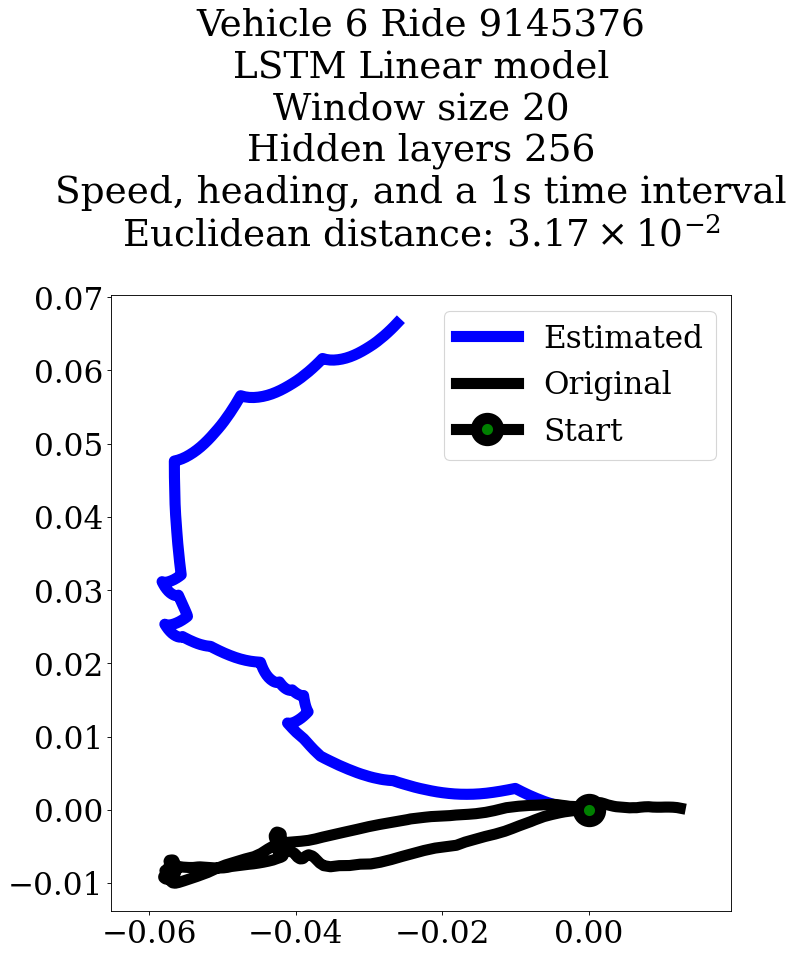 Vehicle 6 Ride 9145376
LSTM Linear model
Window size 20
Hidden layers 256
Speed, heading, and a 1s time interval
Euclidean distance: 3.17 × 10⁻²
0.07
0.06
0.05
0.04
0.03
0.02
0.01
0.00
−0.01
Estimated
Original
Start
−0.06 −0.04 −0.02 0.00